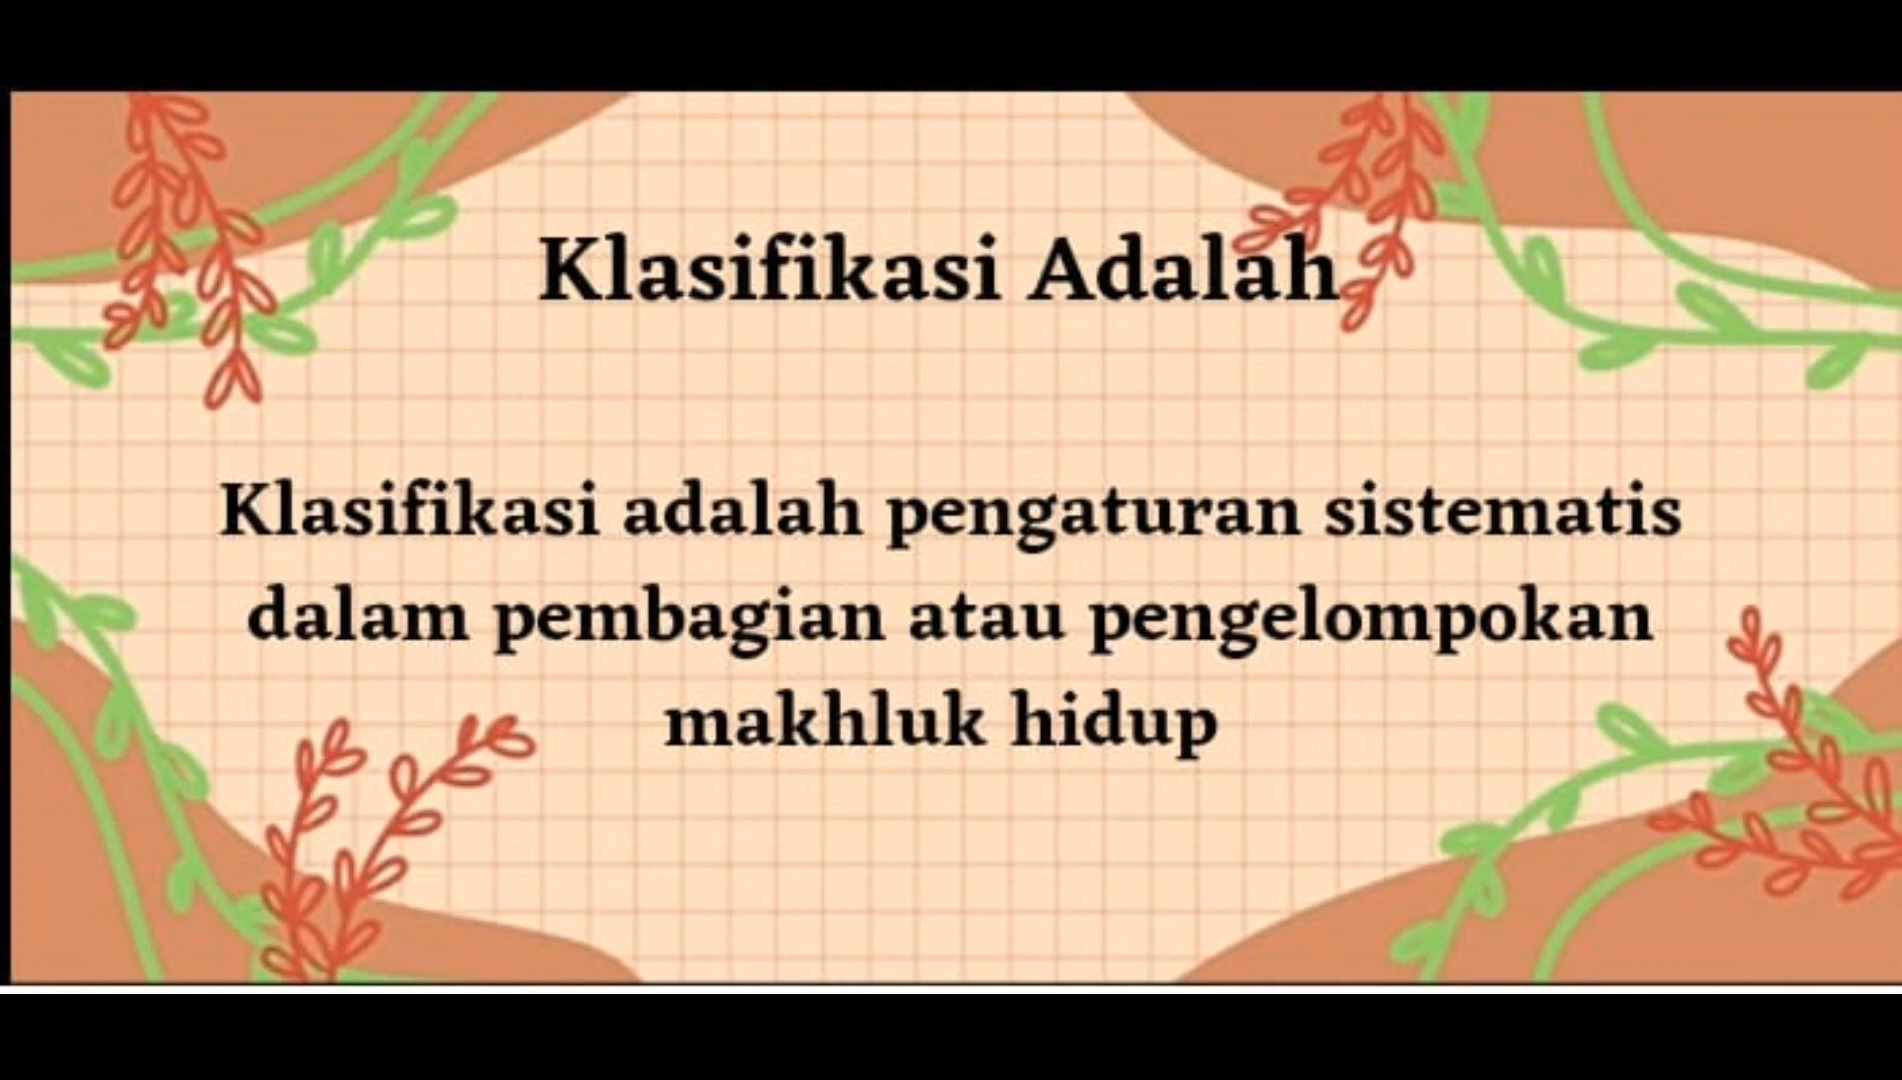 Klasifikasi Adalah
Klasifikasi adalah pengaturan sistematis
dalam pembagian atau pengelompokan
makhluk hidup